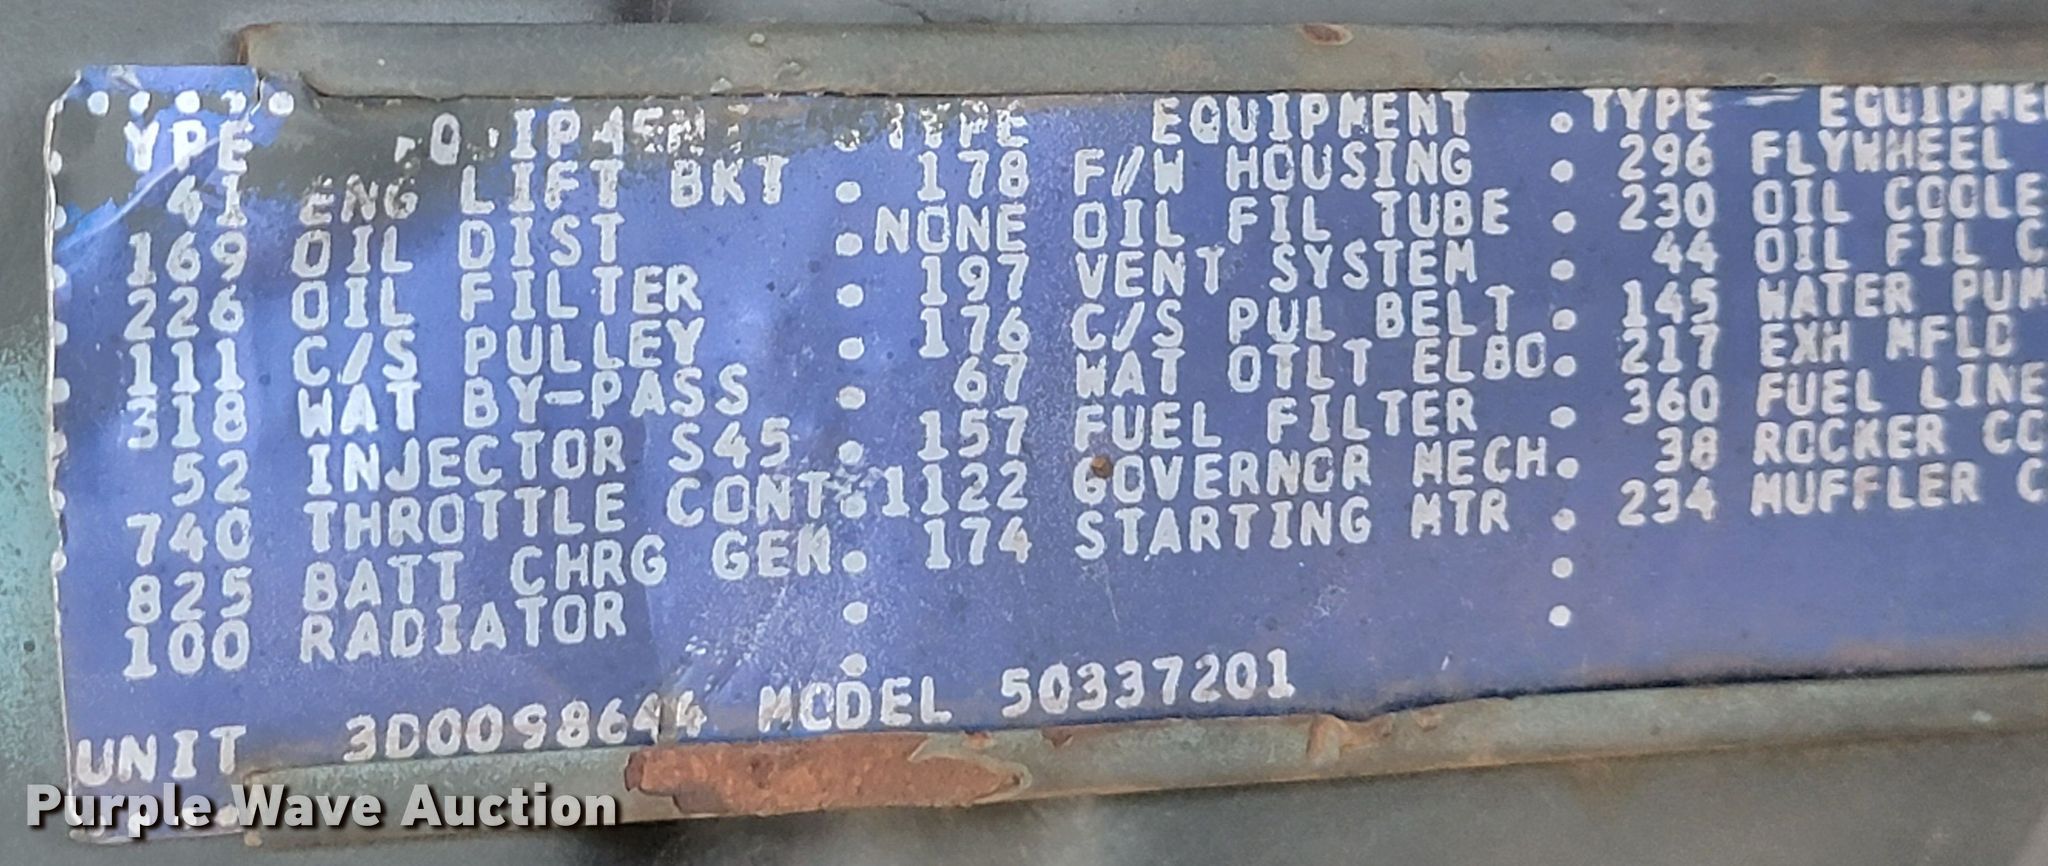 YPE EQUIPMENT . TYPE EQUIPMENT . TYPE EQUIPME
41 ENG LIFT BKT . 178 F/W HOUSING . 296 FLYWHEEL
169 OIL DIST . NONE OIL FIL TUBE . 230 OIL COOLE
226 OIL FILTER . 197 VENT SYSTEM . 44 OIL FIL C
111 C/S PULLEY . 176 C/S PUL BELT . 145 WATER PUM
318 WAT BY-PASS . 67 WAT OTLT ELBO. 217 EXH MFLD
52 INJECTOR S45 . 157 FUEL FILTER . 360 FUEL LINE
740 THROTTLE CONT. 1122 GOVERNOR MECH. 38 ROCKER CO
825 BATT CHRG GEN. 174 STARTING MTR . 234 MUFFLER C
100 RADIATOR . .
UNIT 3D0098644 MODEL 50337201
Purple Wave Auction